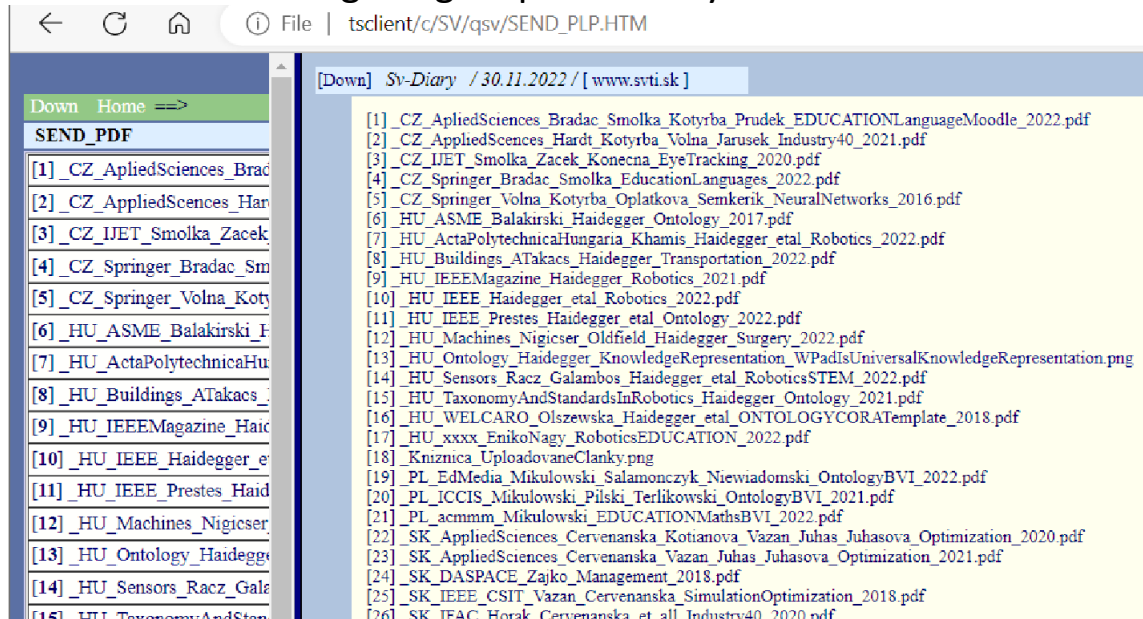 File | tsclient/c/SV/qsv/SEND_PLP.HTM
Down Home ==>
SEND_PDF
[1] _CZ_ApliedSciences_Brad
[2] _CZ_AppliedScences_Har
[3] _CZ_IJET_Smolka_Zacek
[4] _CZ_Springer_Bradac_Sm
[5] _CZ_Springer_Volna_Koty
[6] _HU_ASME_Balakirski_H
[7] _HU_ActaPolytechnicaHu
[8] _HU_Buildings_ATakacs_
[9] _HU_IEEEMagazine_Haid
[10] _HU_IEEE_Haidegger_e
[11] _HU_IEEE_Prestes_Haid
[12] _HU_Machines_Nigicser
[13] _HU_Ontology_Haidegg
[14] _HU_Sensors_Racz_Gala
[15] _HU_TaxonomyAndStan
[Down] Sv-Diary / 30.11.2022 / [ www.svti.sk ]
[1] _CZ_ApliedSciences_Bradac_Smolka_Kotyrba_Prudek_EDUCATIONLanguageMoodle_2022.pdf
[2] _CZ_AppliedScences_Hardt_Kotyrba_Volna_Jarusek_Industry40_2021.pdf
[3] _CZ_IJET_Smolka_Zacek_Konecna_EyeTracking_2020.pdf
[4] _CZ_Springer_Bradac_Smolka_EducationLanguages_2022.pdf
[5] _CZ_Springer_Volna_Kotyrba_Oplatkova_Semkerik_NeuralNetworks_2016.pdf
[6] _HU_ASME_Balakirski_Haidegger_Ontology_2017.pdf
[7] _HU_ActaPolytechnicaHungaria_Khamis_Haidegger_etal_Robotics_2022.pdf
[8] _HU_Buildings_ATakacs_Haidegger_Transportation_2022.pdf
[9] _HU_IEEEMagazine_Haidegger_Robotics_2021.pdf
[10] _HU_IEEE_Haidegger_etal_Robotics_2022.pdf
[11] _HU_IEEE_Prestes_Haidegger_etal_Ontology_2022.pdf
[12] _HU_Machines_Nigicser_Oldfield_Haidegger_Surgery_2022.pdf
[13] _HU_Ontology_Haidegger_KnowledgeRepresentation_WPadIsUniversalKnowledgeRepresentation.png
[14] _HU_Sensors_Racz_Galambos_Haidegger_etal_RoboticsSTEM_2022.pdf
[15] _HU_TaxonomyAndStandardsInRobotics_Haidegger_Ontology_2021.pdf
[16] _HU_WELCARO_Olszewska_Haidegger_etal_ONTOLOGYCORATemplate_2018.pdf
[17] _HU_xxxx_EnikoNagy_RoboticsEDUCATION_2022.pdf
[18] _Kniznica_UploadovaneClanky.png
[19] _PL_EdMedia_Mikulowski_Salamonczyk_Niewiadomski_OntologyBVI_2022.pdf
[20] _PL_ICCIS_Mikulowski_Pilski_Terlikowski_OntologyBVI_2021.pdf
[21] _PL_acmmm_Mikulowski_EDUCATIONMathsBVI_2022.pdf
[22] _SK_AppliedSciences_Cervenanska_Kotianova_Vazan_Juhas_Juhasova_Optimization_2020.pdf
[23] _SK_AppliedSciences_Cervenanska_Vazan_Juhas_Juhasova_Optimization_2021.pdf
[24] _SK_DASPACE_Zajko_Management_2018.pdf
[25] _SK_IEEE_CSIT_Vazan_Cervenanska_SimulationOptimization_2018.pdf
[26] _SK_IFAC_Horak_Cervenanska_et_all_Industry40_2020.pdf